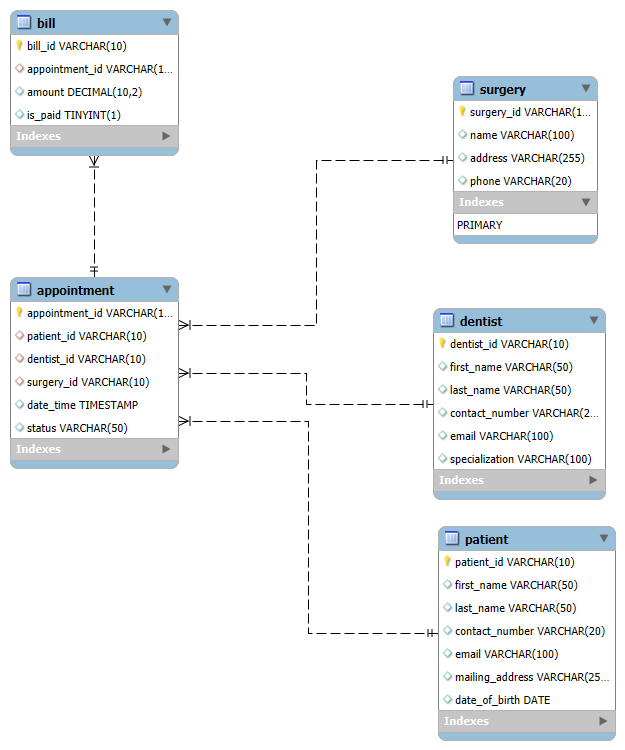 bill
bill_id VARCHAR(10)
appointment_id VARCHAR(1...
amount DECIMAL(10,2)
is_paid TINYINT(1)
Indexes
surgery
surgery_id VARCHAR(1...
name VARCHAR(100)
address VARCHAR(255)
phone VARCHAR(20)
Indexes
PRIMARY
appointment
appointment_id VARCHAR(1...
patient_id VARCHAR(10)
dentist_id VARCHAR(10)
surgery_id VARCHAR(10)
date_time TIMESTAMP
status VARCHAR(50)
Indexes
dentist
dentist_id VARCHAR(10)
first_name VARCHAR(50)
last_name VARCHAR(50)
contact_number VARCHAR(2...
email VARCHAR(100)
specialization VARCHAR(100)
Indexes
patient
patient_id VARCHAR(10)
first_name VARCHAR(50)
last_name VARCHAR(50)
contact_number VARCHAR(20)
email VARCHAR(100)
mailing_address VARCHAR(25...
date_of_birth DATE
Indexes